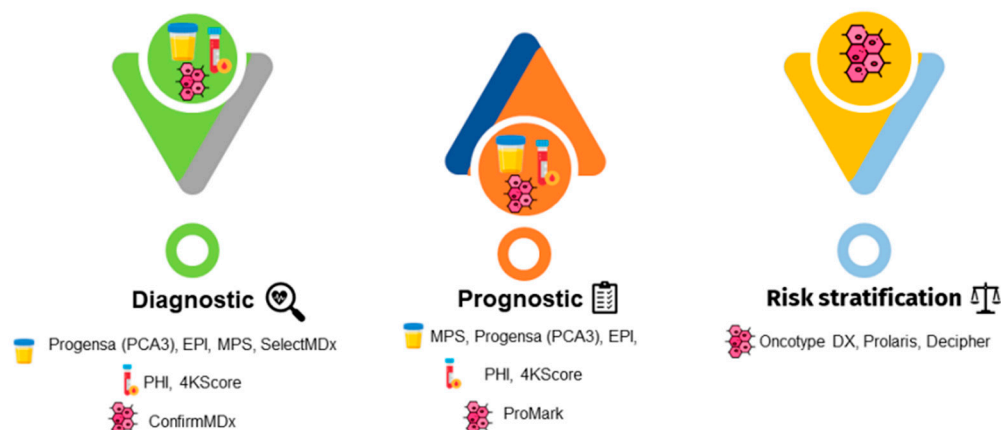 Diagnostic
Progensa (PCA3), EPI, MPS, SelectMDx
PHI, 4KScore
ConfirmMDx
Prognostic
MPS, Progensa (PCA3), EPI,
PHI, 4KScore
ProMark
Risk stratification
Oncotype DX, Prolaris, Decipher